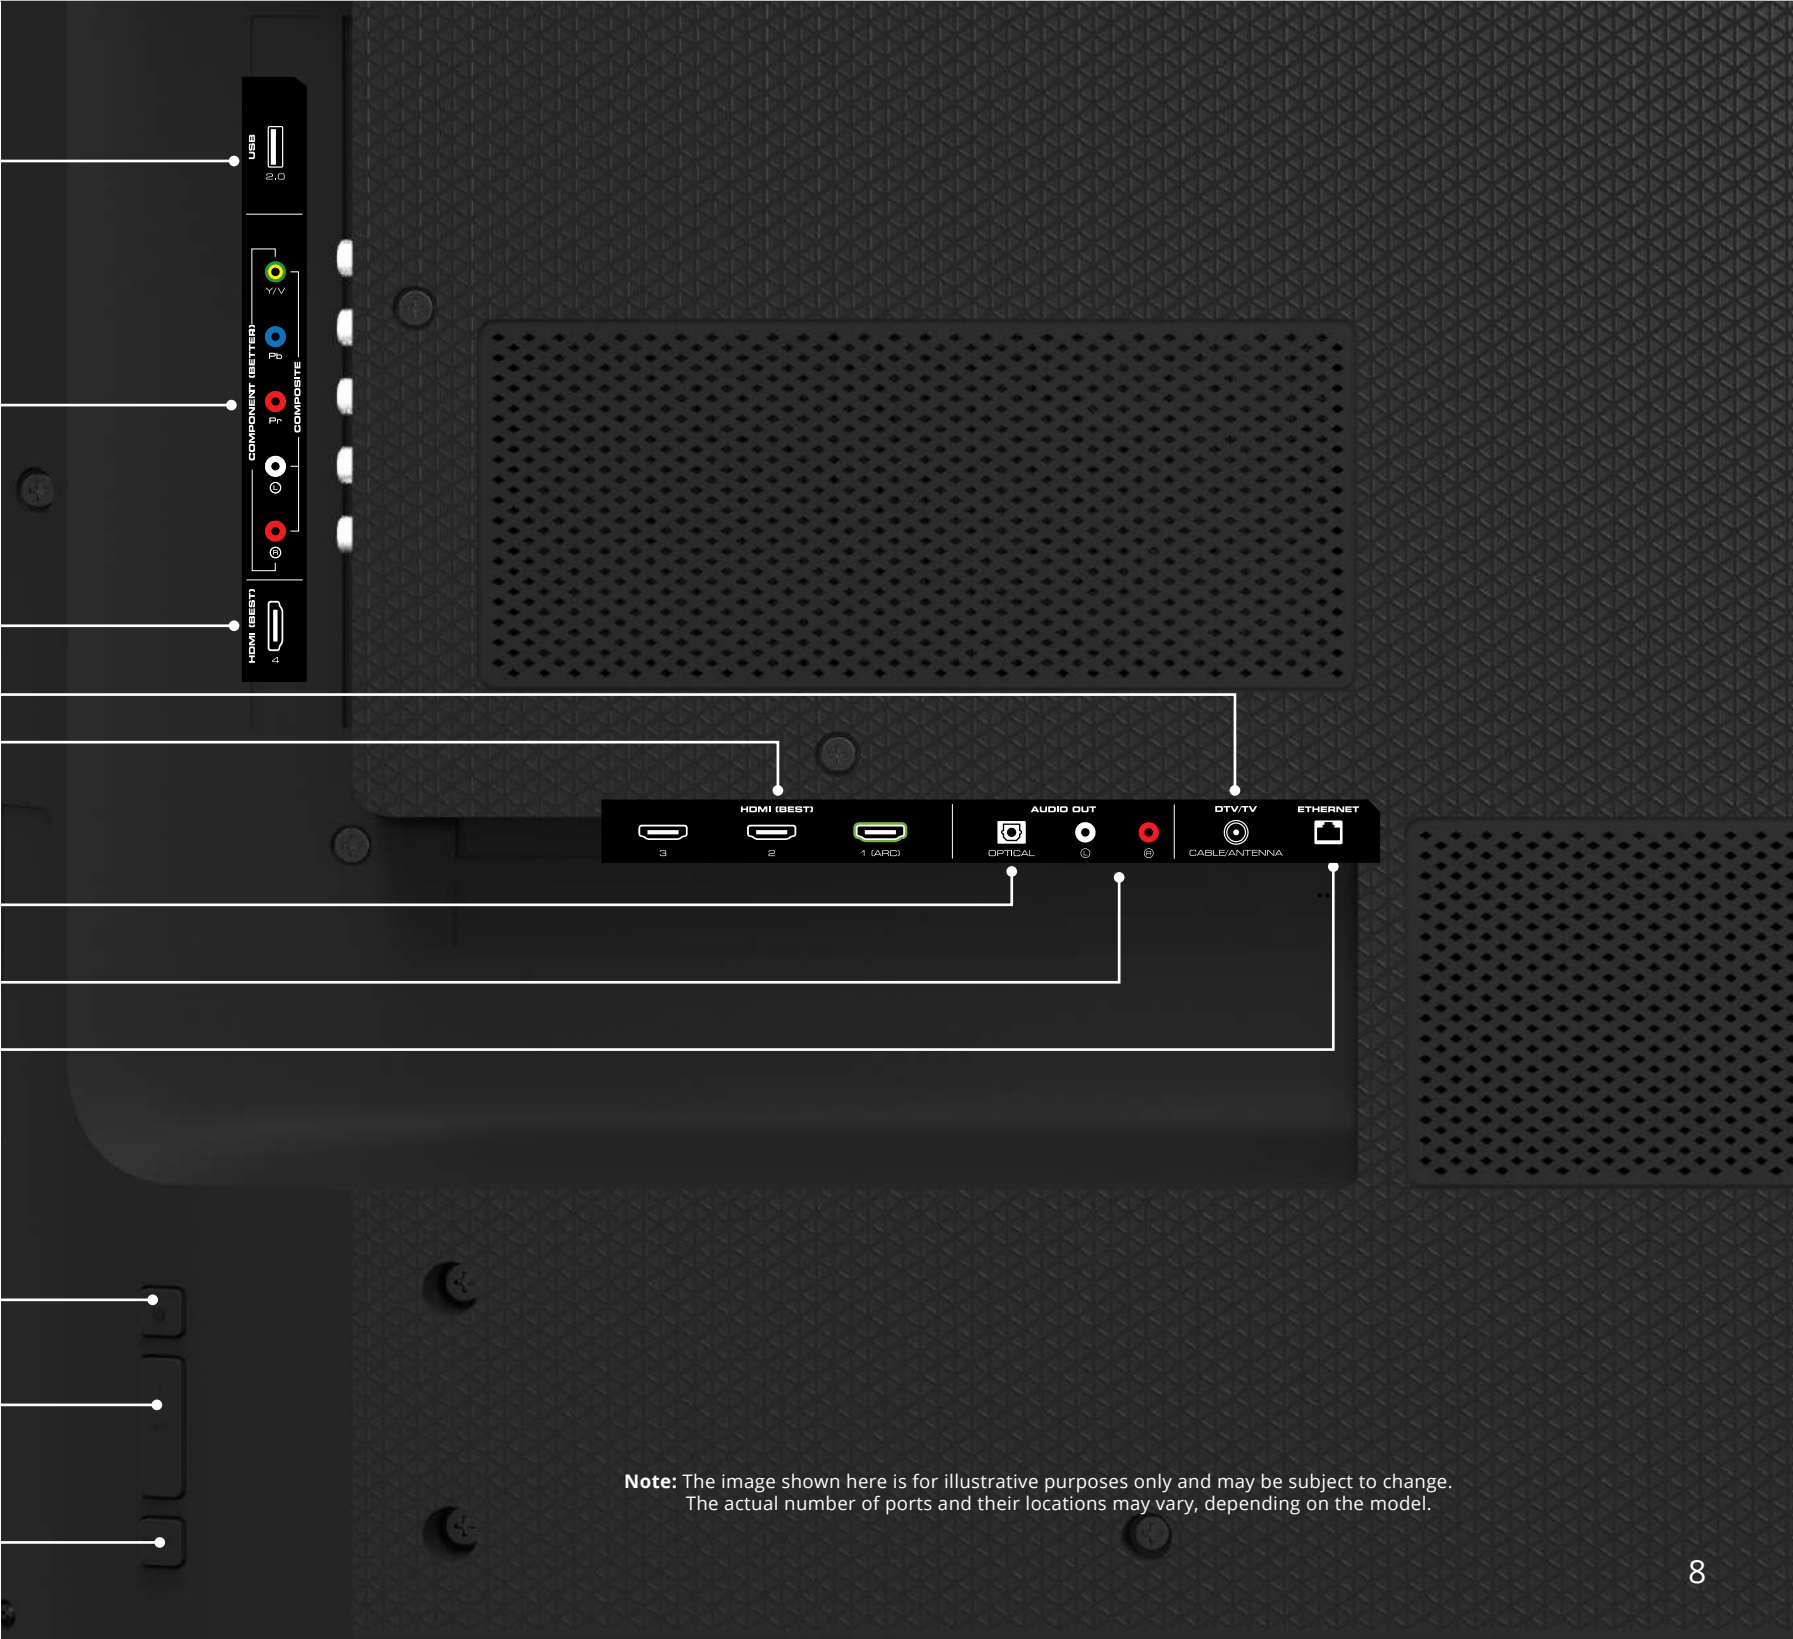 USB
2.0
Y/V
Pb
Pr
L
R
COMPONENT (BETTER)
COMPOSITE
HDMI (BEST)
4
HDMI (BEST)
3
2
1 (ARC)
AUDIO OUT
OPTICAL
L
R
DTV/TV
CABLE/ANTENNA
ETHERNET
Note: The image shown here is for illustrative purposes only and may be subject to change.
The actual number of ports and their locations may vary, depending on the model.
8